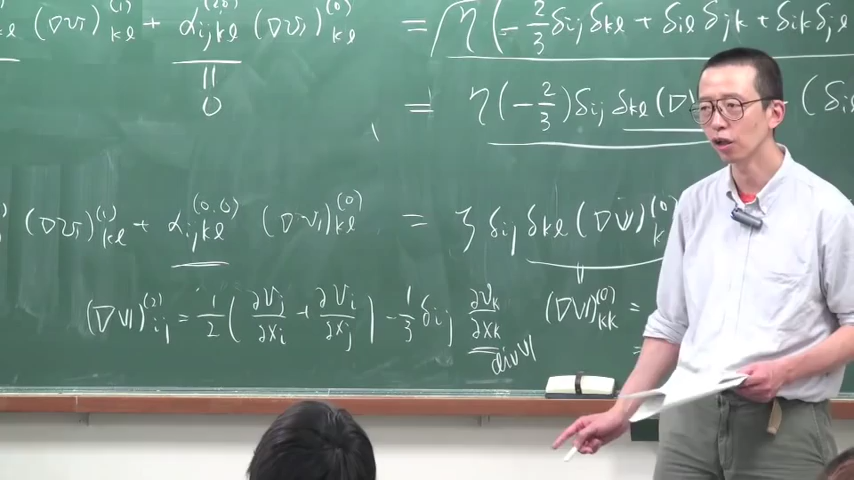 (∇v)_{kl}^{(1)} + α_{ijkl}^{(20)} (∇v)_{kl}^{(0)} = η(-2/3 δ_{ij} δ_{kl} + δ_{il} δ_{jk} + δ_{ik} δ_{jl}
||
0
= η(-2/3) δ_{ij} δ_{kl} (∇ (δ_{il}
(∇v)_{kl}^{(1)} + α_{ijkl}^{(0.0)} (∇v)_{kl}^{(0)} = ζ δ_{ij} δ_{kl} (∇v)_{k}^{(0)}
(∇v)_{ij}^{(2)} = 1/2 ( ∂v_j/∂x_i + ∂v_i/∂x_j ) - 1/3 δ_{ij} ∂v_k/∂x_k (∇v)_{kk}^{(0)} =
div v =